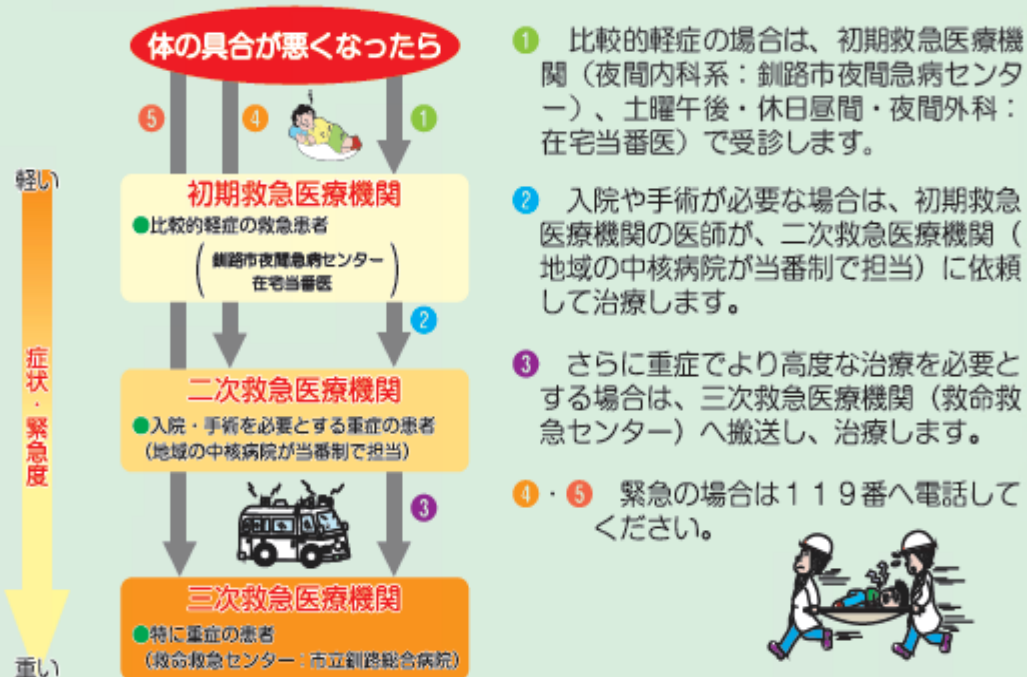 体の具合が悪くなったら
⑤
④
①
軽い
症状・緊急度
重い
初期救急医療機関
●比較的軽症の救急患者
(釧路市夜間急病センター
在宅当番医)
②
二次救急医療機関
●入院・手術を必要とする重症の患者
(地域の中核病院が当番制で担当)
③
三次救急医療機関
●特に重症の患者
(救命救急センター:市立釧路総合病院)
① 比較的軽症の場合は、初期救急医療機
関(夜間内科系:釧路市夜間急病センタ
ー)、土曜午後・休日昼間・夜間外科:
在宅当番医)で受診します。
② 入院や手術が必要な場合は、初期救急
医療機関の医師が、二次救急医療機関(
地域の中核病院が当番制で担当)に依頼
して治療します。
③ さらに重症でより高度な治療を必要と
する場合は、三次救急医療機関(救命救
急センター)へ搬送し、治療します。
④・⑤ 緊急の場合は119番へ電話して
ください。